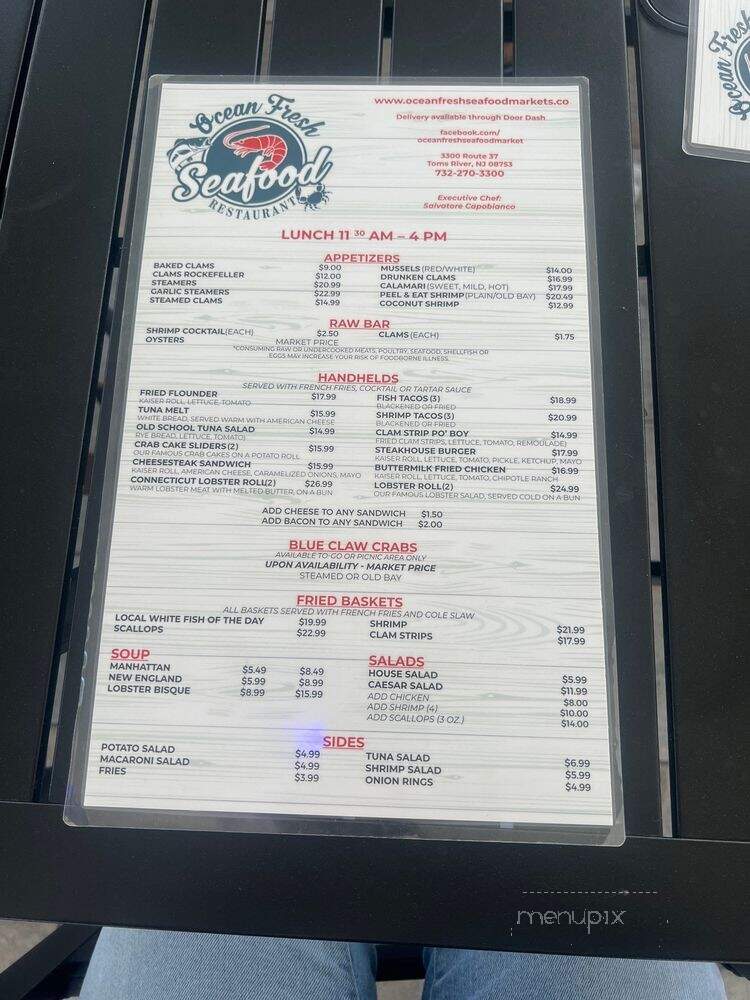 Ocean Fresh
Seafood
RESTAURANT
www.oceanfreshseafoodmarkets.co
Delivery available through Door Dash
facebook.com/
oceanfreshseafoodmarket
3300 Route 37
Toms River, NJ 08753
732-270-3300
Executive Chef:
Salvatore Capobianco
LUNCH 11 30 AM – 4 PM
APPETIZERS
BAKED CLAMS $9.00
CLAMS ROCKEFELLER $12.00
STEAMERS $20.99
GARLIC STEAMERS $22.99
STEAMED CLAMS $14.99
MUSSELS (RED/WHITE) $14.00
DRUNKEN CLAMS $16.99
CALAMARI (SWEET, MILD, HOT) $17.99
PEEL & EAT SHRIMP (PLAIN/OLD BAY) $20.49
COCONUT SHRIMP $12.99
RAW BAR
SHRIMP COCKTAIL (EACH) $2.50
OYSTERS MARKET PRICE
CLAMS (EACH) $1.75
*CONSUMING RAW OR UNDERCOOKED MEATS, POULTRY, SEAFOOD, SHELLFISH OR
EGGS MAY INCREASE YOUR RISK OF FOODBORNE ILLNESS.
HANDHELDS
SERVED WITH FRENCH FRIES, COCKTAIL OR TARTAR SAUCE
FRIED FLOUNDER $17.99
KAISER ROLL, LETTUCE, TOMATO
TUNA MELT $15.99
WHITE BREAD, SERVED WARM WITH AMERICAN CHEESE
OLD SCHOOL TUNA SALAD $14.99
RYE BREAD, LETTUCE, TOMATO)
CRAB CAKE SLIDERS (2) $15.99
OUR FAMOUS CRAB CAKES ON A POTATO ROLL
CHEESESTEAK SANDWICH $15.99
KAISER ROLL, AMERICAN CHEESE, CARAMELIZED ONIONS, MAYO
CONNECTICUT LOBSTER ROLL(2) $26.99
WARM LOBSTER MEAT WITH MELTED BUTTER, ON A BUN
FISH TACOS (3) $18.99
BLACKENED OR FRIED
SHRIMP TACOS (3) $20.99
BLACKENED OR FRIED
CLAM STRIP PO' BOY $14.99
FRIED CLAM STRIPS, LETTUCE, TOMATO, REMOULADE)
STEAKHOUSE BURGER $17.99
KAISER ROLL, LETTUCE, TOMATO, PICKLE, KETCHUP, MAYO
BUTTERMILK FRIED CHICKEN $16.99
KAISER ROLL, LETTUCE, TOMATO, CHIPOTLE RANCH
LOBSTER ROLL(2) $24.99
OUR FAMOUS LOBSTER SALAD, SERVED COLD ON A BUN
ADD CHEESE TO ANY SANDWICH $1.50
ADD BACON TO ANY SANDWICH $2.00
BLUE CLAW CRABS
AVAILABLE TO-GO OR PICNIC AREA ONLY
UPON AVAILABILITY - MARKET PRICE
STEAMED OR OLD BAY
FRIED BASKETS
ALL BASKETS SERVED WITH FRENCH FRIES AND COLE SLAW
LOCAL WHITE FISH OF THE DAY $19.99
SCALLOPS $22.99
SHRIMP $21.99
CLAM STRIPS $17.99
SOUP
MANHATTAN $5.49 $8.49
NEW ENGLAND $5.99 $8.99
LOBSTER BISQUE $8.99 $15.99
SALADS
HOUSE SALAD $5.99
CAESAR SALAD $11.99
ADD CHICKEN $8.00
ADD SHRIMP (4) $10.00
ADD SCALLOPS (3 OZ.) $14.00
SIDES
POTATO SALAD $4.99
MACARONI SALAD $4.99
FRIES $3.99
TUNA SALAD $6.99
SHRIMP SALAD $5.99
ONION RINGS $4.99
Ocean Fresh
menupix